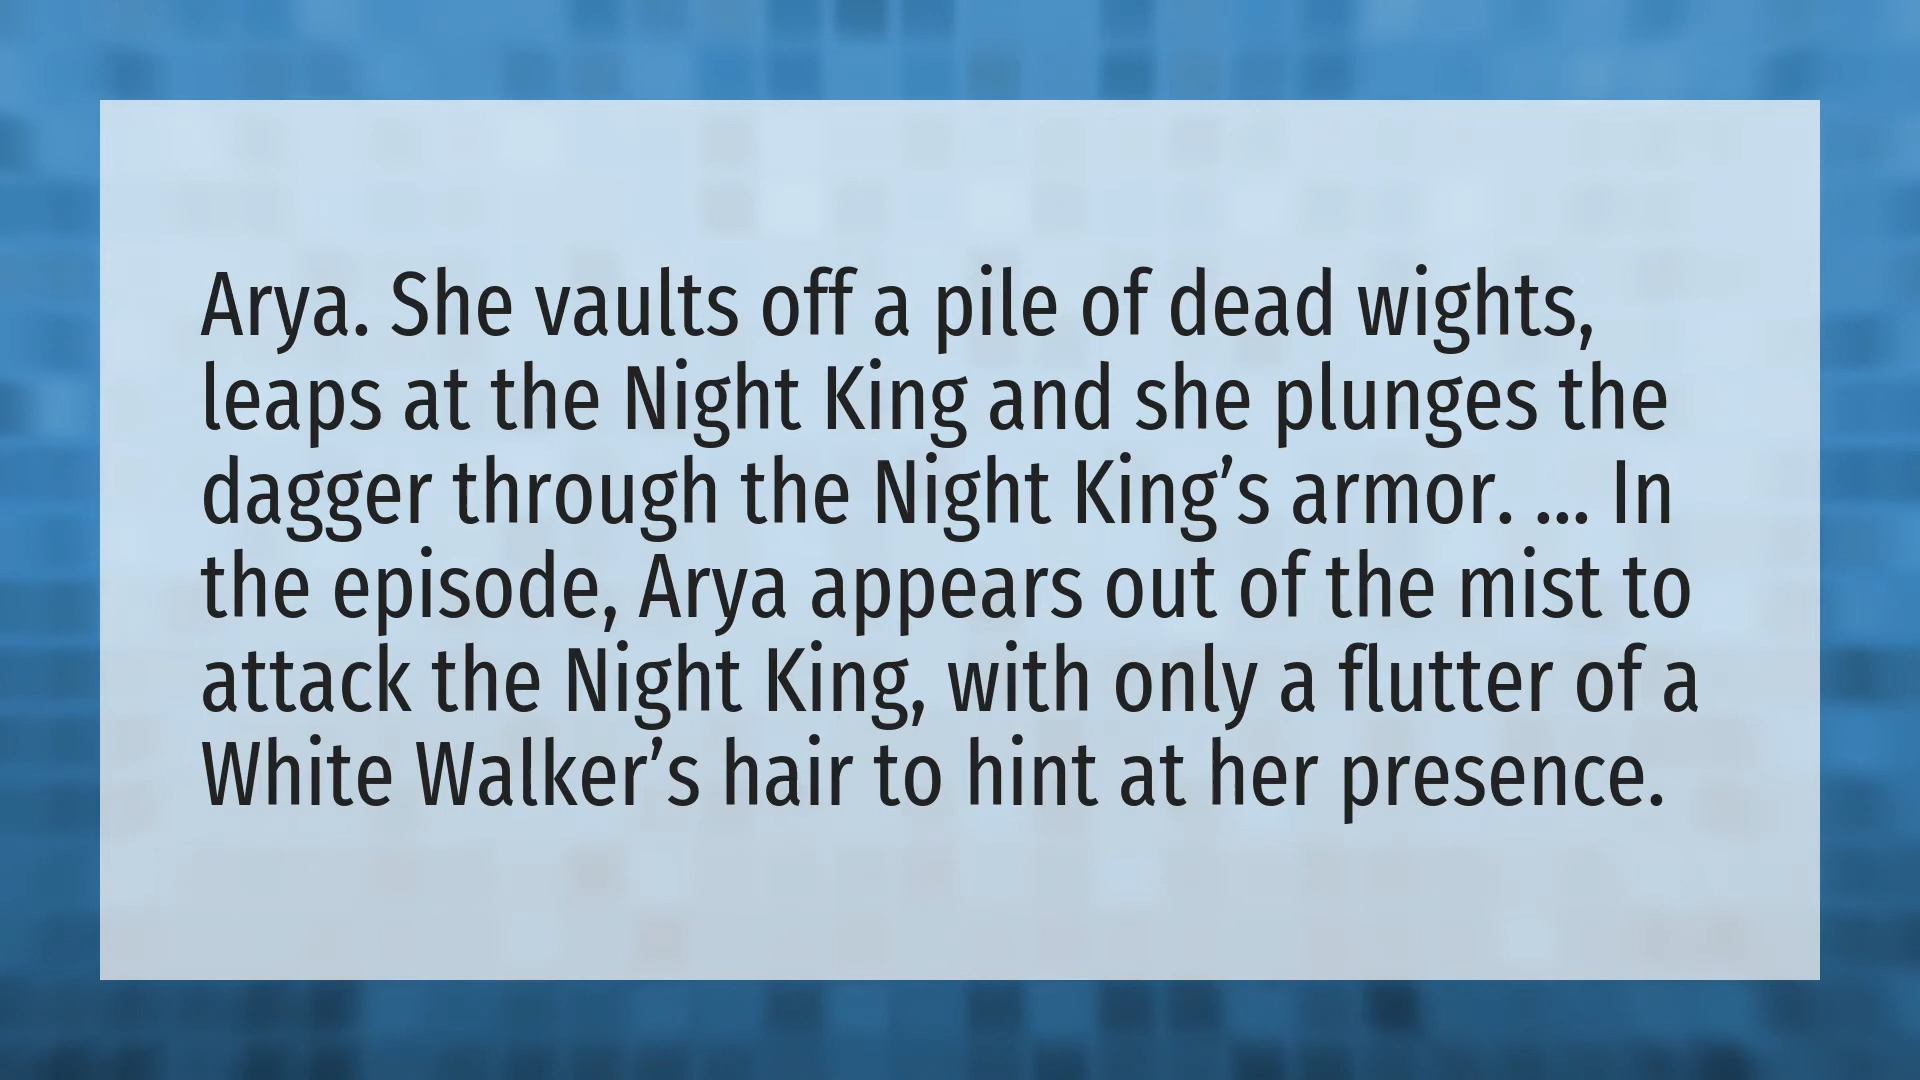 Arya. She vaults off a pile of dead wights,
leaps at the Night King and she plunges the
dagger through the Night King’s armor. ... In
the episode, Arya appears out of the mist to
attack the Night King, with only a flutter of a
White Walker’s hair to hint at her presence.